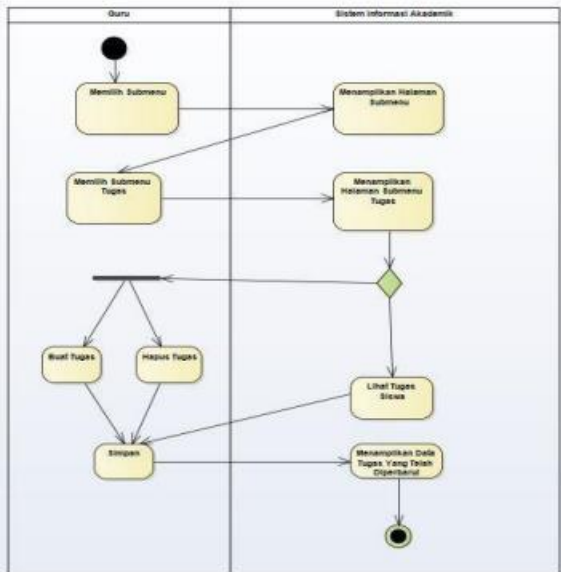 Guru
Sistem Informasi Akademik
Memilih Submenu
Menampilkan Halaman
Submenu
Memilih Submenu
Tugas
Menampilkan
Halaman Submenu
Tugas
Buat Tugas
Hapus Tugas
Lihat Tugas
Siswa
Simpan
Menampilkan Data
Tugas Yang Telah
Diperbarui